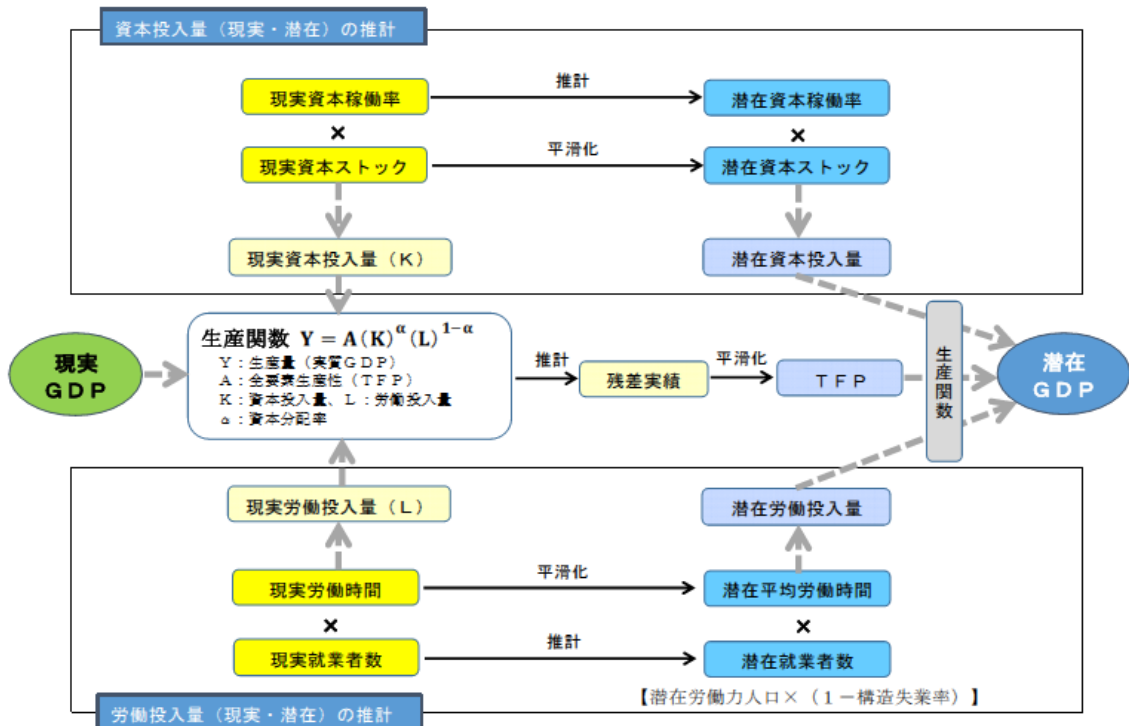 資本投入量(現実・潜在)の推計
現実資本稼働率
推計
潜在資本稼働率
×
×
現実資本ストック
平滑化
潜在資本ストック
現実資本投入量(K)
潜在資本投入量
現実
GDP
生産関数 Y = A(K)^α(L)^1−α
Y:生産量(実質GDP)
A:全要素生産性(TFP)
K:資本投入量、L:労働投入量
α:資本分配率
推計
残差実績
平滑化
TFP
生産関数
潜在
GDP
現実労働投入量(L)
潜在労働投入量
現実労働時間
平滑化
潜在平均労働時間
×
×
現実就業者数
推計
潜在就業者数
【潜在労働力人口×(1-構造失業率)】
労働投入量(現実・潜在)の推計